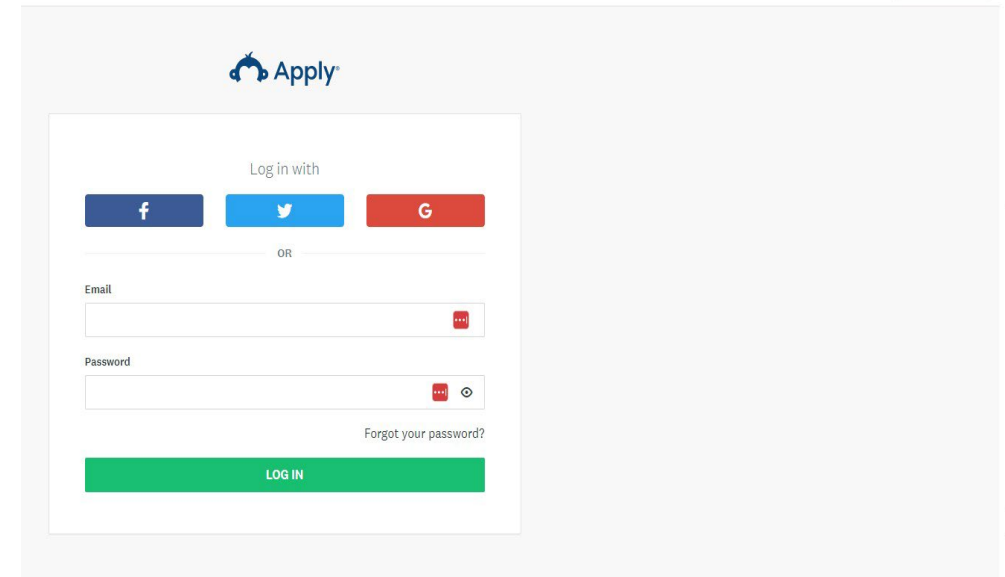 Apply®
Log in with
f
G
OR
Email
Password
Forgot your password?
LOG IN